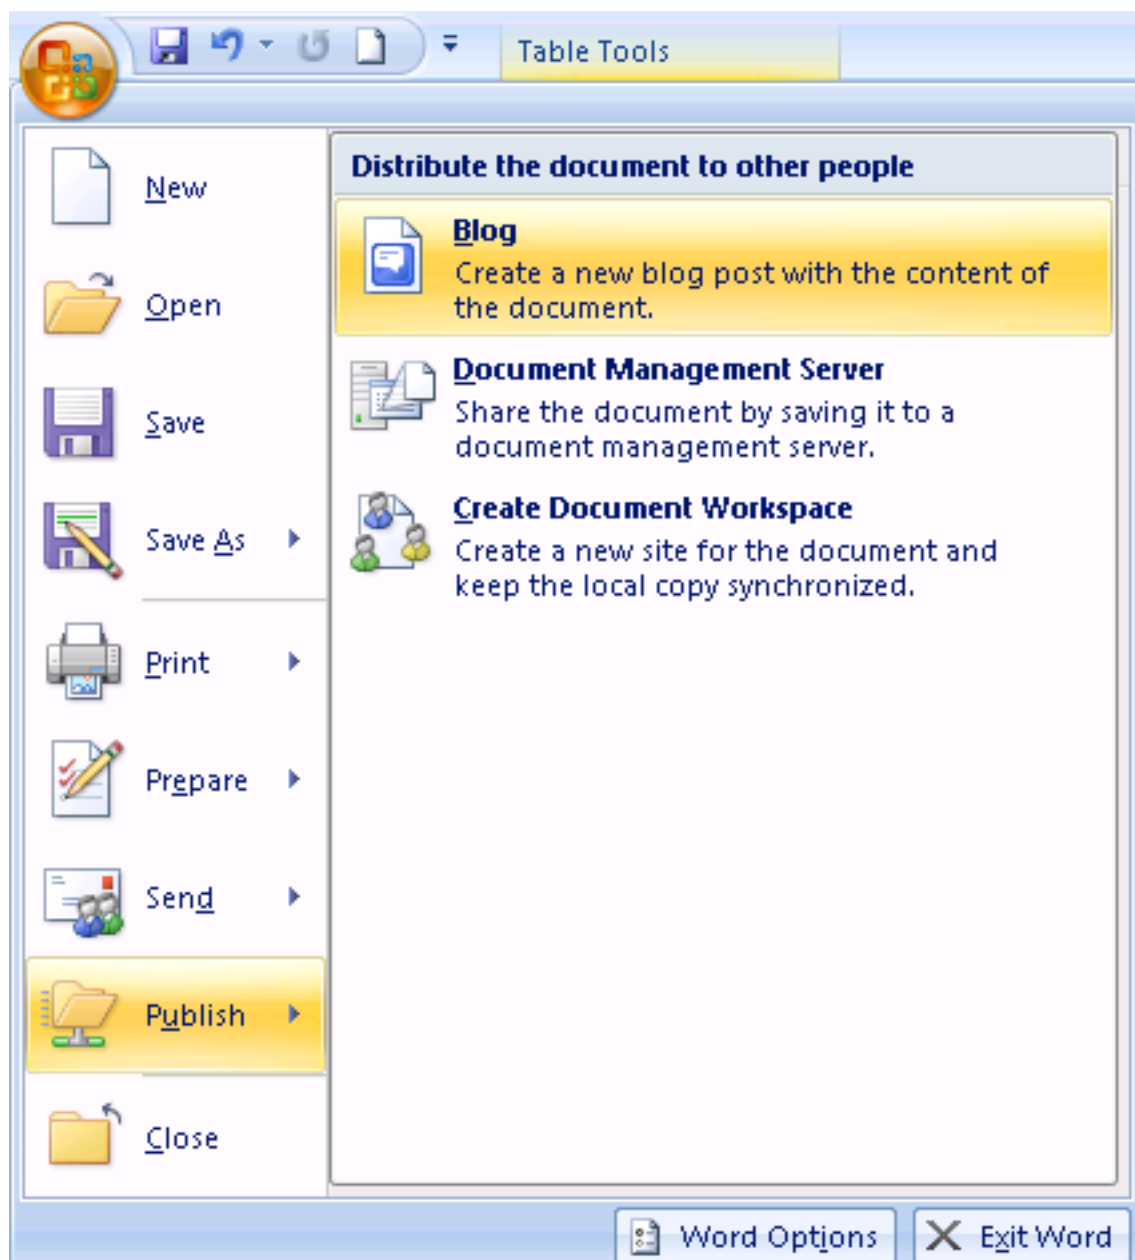 Table Tools
New
Open
Save
Save As
Print
Prepare
Send
Publish
Close
Distribute the document to other people
Blog
Create a new blog post with the content of
the document.
Document Management Server
Share the document by saving it to a
document management server.
Create Document Workspace
Create a new site for the document and
keep the local copy synchronized.
Word Options
Exit Word